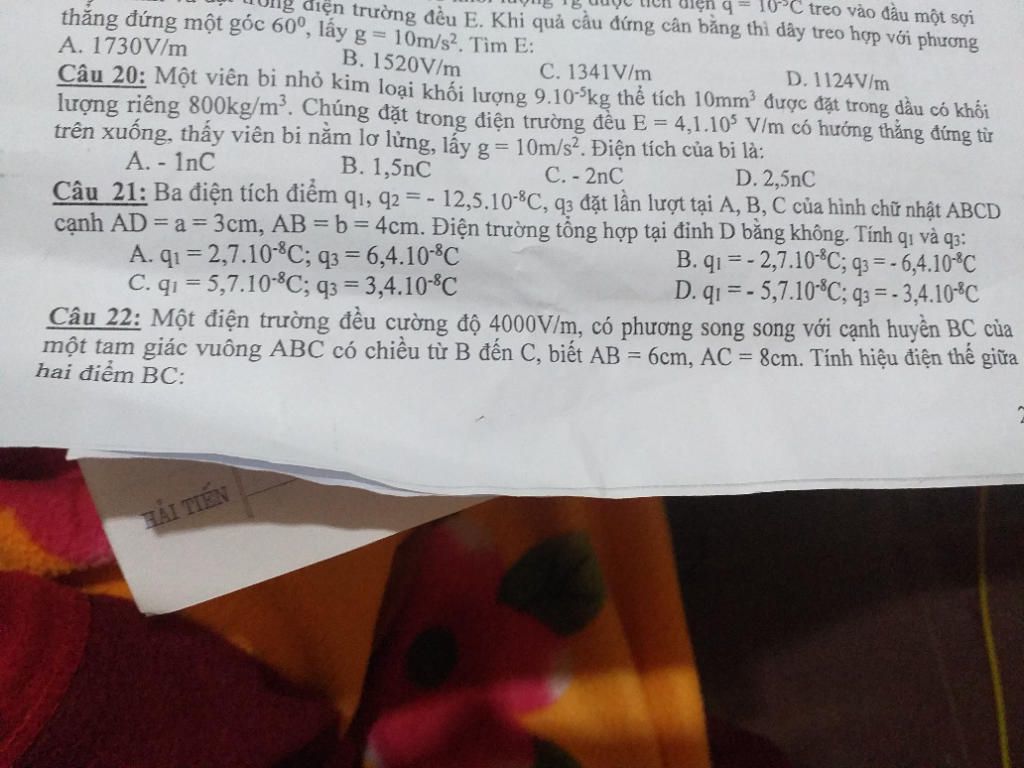 điện trường đều E. Khi quả cầu đứng cân bằng thì dây treo hợp với phương
tích điện q = 10⁻⁵C treo vào đầu một sợi
thẳng đứng một góc 60⁰, lấy g = 10m/s². Tìm E:
A. 1730V/m B. 1520V/m C. 1341V/m D. 1124V/m
Câu 20: Một viên bi nhỏ kim loại khối lượng 9.10⁻⁵kg thể tích 10mm³ được đặt trong dầu có khối
lượng riêng 800kg/m³. Chúng đặt trong điện trường đều E = 4,1.10⁵ V/m có hướng thẳng đứng từ
trên xuống, thấy viên bi nằm lơ lửng, lấy g = 10m/s². Điện tích của bi là:
A. - 1nC B. 1,5nC C. - 2nC D. 2,5nC
Câu 21: Ba điện tích điểm q₁, q₂ = - 12,5.10⁻⁸C, q₃ đặt lần lượt tại A, B, C của hình chữ nhật ABCD
cạnh AD = a = 3cm, AB = b = 4cm. Điện trường tổng hợp tại đỉnh D bằng không. Tính q₁ và q₃:
A. q₁ = 2,7.10⁻⁸C; q₃ = 6,4.10⁻⁸C B. q₁ = - 2,7.10⁻⁸C; q₃ = - 6,4.10⁻⁸C
C. q₁ = 5,7.10⁻⁸C; q₃ = 3,4.10⁻⁸C D. q₁ = - 5,7.10⁻⁸C; q₃ = - 3,4.10⁻⁸C
Câu 22: Một điện trường đều cường độ 4000V/m, có phương song song với cạnh huyền BC của
một tam giác vuông ABC có chiều từ B đến C, biết AB = 6cm, AC = 8cm. Tính hiệu điện thế giữa
hai điểm BC:
HẢI TIẾN